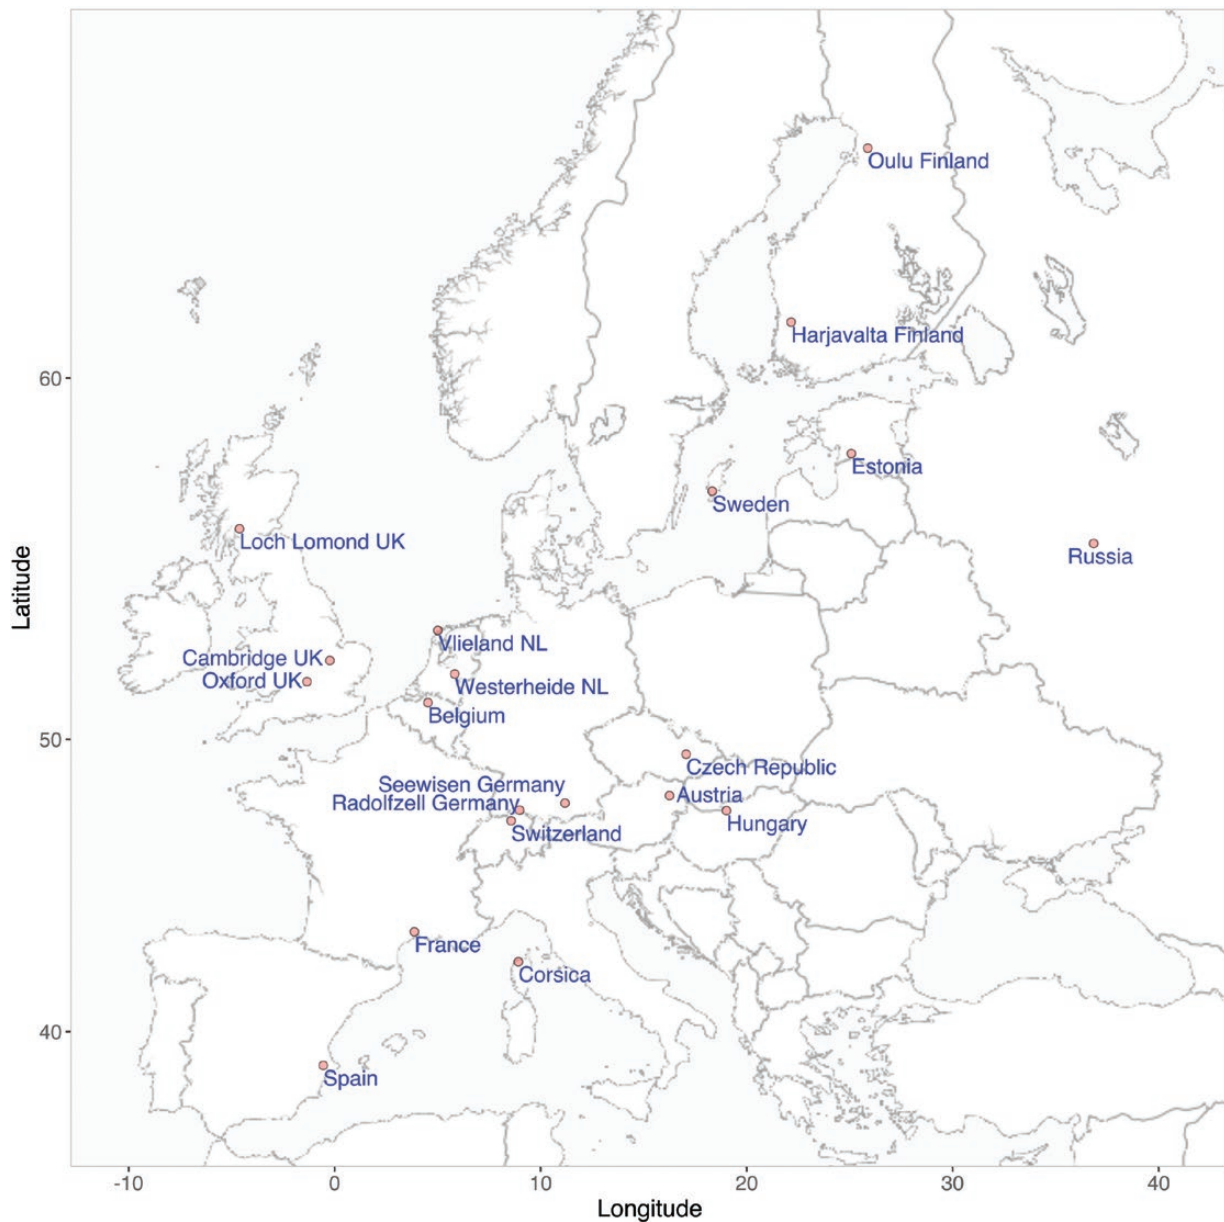 Oulu Finland
Harjavalta Finland
60
Estonia
Sweden
Loch Lomond UK
Russia
Latitude
Vlieland NL
Cambridge UK
Oxford UK
Westerheide NL
Belgium
50
Czech Republic
Seewisen Germany
Austria
Radolfzell Germany
Hungary
Switzerland
France
Corsica
40
Spain
-10 0 10 20 30 40
Longitude